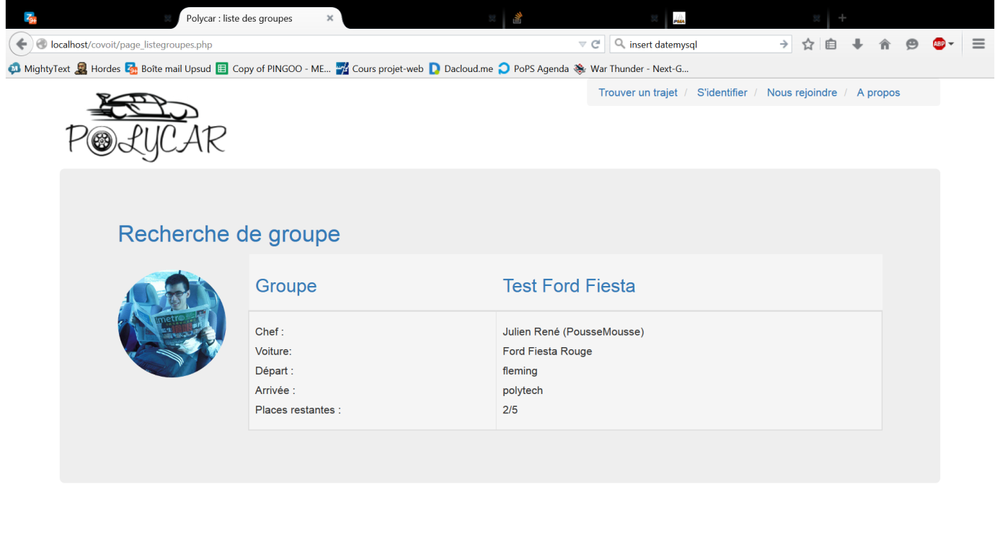 Polycar : liste des groupes
localhost/covoit/page_listegroupes.php
insert datemysql
ABP
MightyText Hordes Boîte mail Upsud Copy of PINGOO - ME... Cours projet-web Dacloud.me PoPS Agenda War Thunder - Next-G...
Trouver un trajet / S'identifier / Nous rejoindre / A propos
POLYCAR
Recherche de groupe
metro
Groupe Test Ford Fiesta
Chef : Julien René (PousseMousse)
Voiture: Ford Fiesta Rouge
Départ : fleming
Arrivée : polytech
Places restantes : 2/5